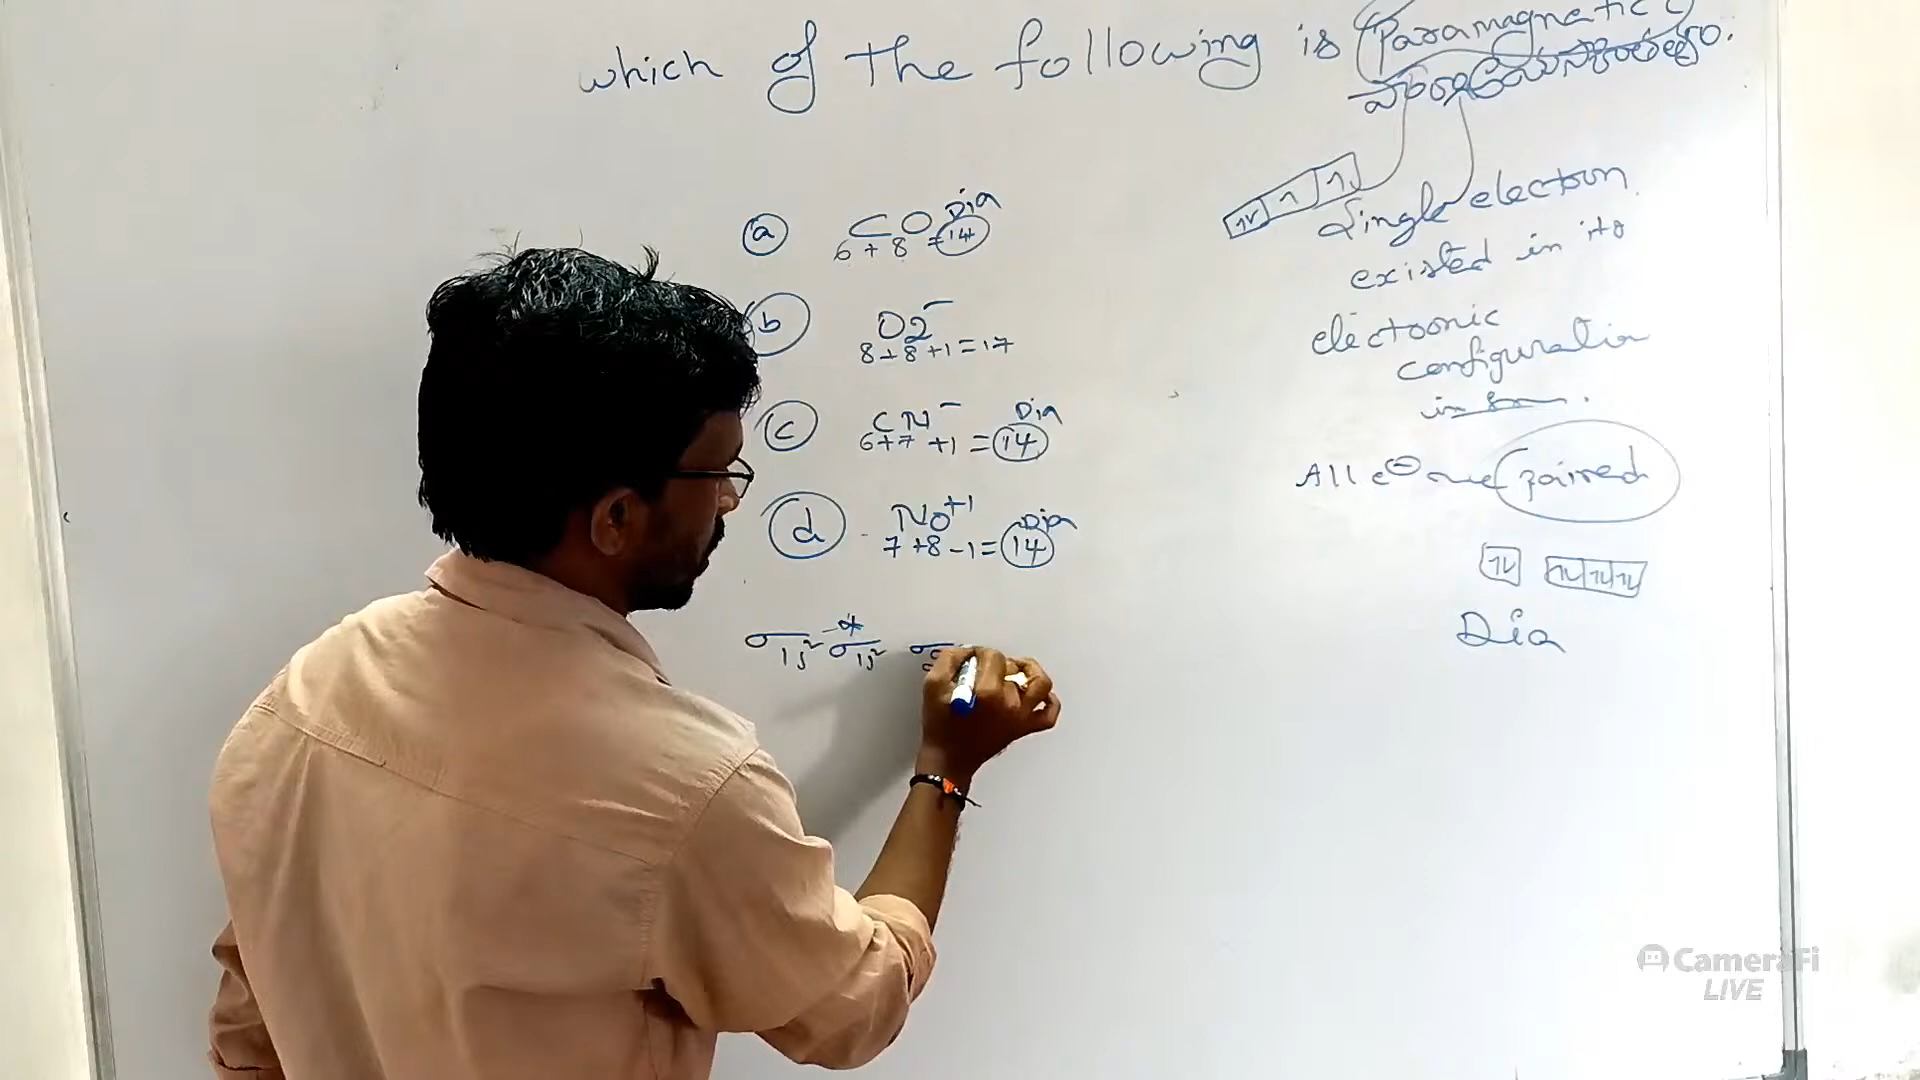 which of the following is (Paramagnetic)
(a) CO Dia
6 + 8 = 14
(b) O2⁻
8+8+1=17
(c) CN⁻ Dia
6+7+1=14
(d) NO⁺¹ Dia
7+8-1=14
σ1s² σ*1s² σ
Single electron
existed in its
electronic
configuration
All e⊖ are paired
Dia
CameraFi
LIVE